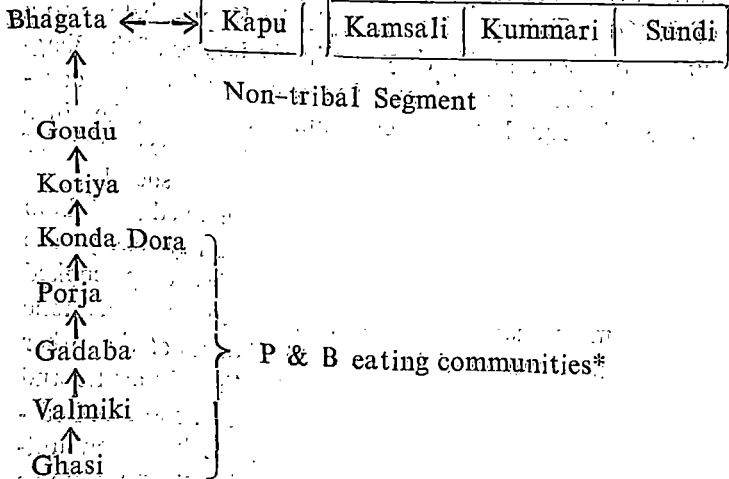 Bhagata Kapu Kamsali Kummari Sundi
Non-tribal Segment
Goudu
Kotiya
Konda Dora
Porja
Gadaba
P & B eating communities*
Valmiki
Ghasi